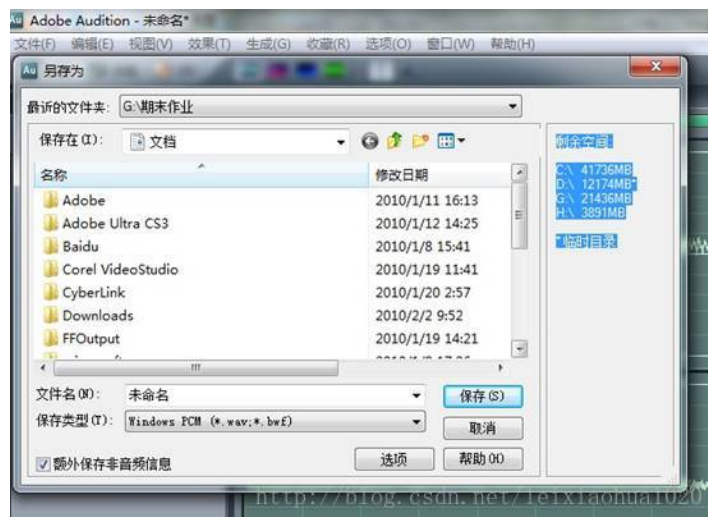 Adobe Audition - 未命名*
文件(F) 编辑(E) 视图(V) 效果(T) 生成(G) 收藏(R) 选项(O) 窗口(W) 帮助(H)
Au 另存为
最近的文件夹: G:\期末作业
保存在(I): 文档
名称 修改日期
Adobe 2010/1/11 16:13
Adobe Ultra CS3 2010/1/12 14:25
Baidu 2010/1/8 15:41
Corel VideoStudio 2010/1/19 11:41
CyberLink 2010/1/20 2:57
Downloads 2010/2/2 9:52
FFOutput 2010/1/19 14:21
文件名(N): 未命名 保存(S)
保存类型(T): Windows PCM (*.wav;*.bwf) 取消
额外保存非音频信息 选项 帮助(H)
剩余空间:
C:\ 41736MB
D:\ 12174MB*
G:\ 21436MB
H:\ 3891MB
*临时目录
http://blog.csdn.net/leixiaohua1020